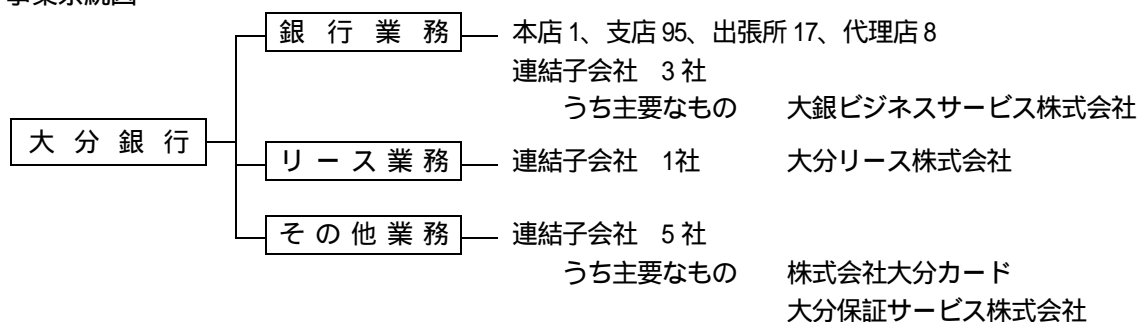 事業系統図
銀行業務 本店1、支店95、出張所17、代理店8
連結子会社 3社
うち主要なもの 大銀ビジネスサービス株式会社
大分銀行
リース業務 連結子会社 1社 大分リース株式会社
その他業務 連結子会社 5社
うち主要なもの 株式会社大分カード
大分保証サービス株式会社